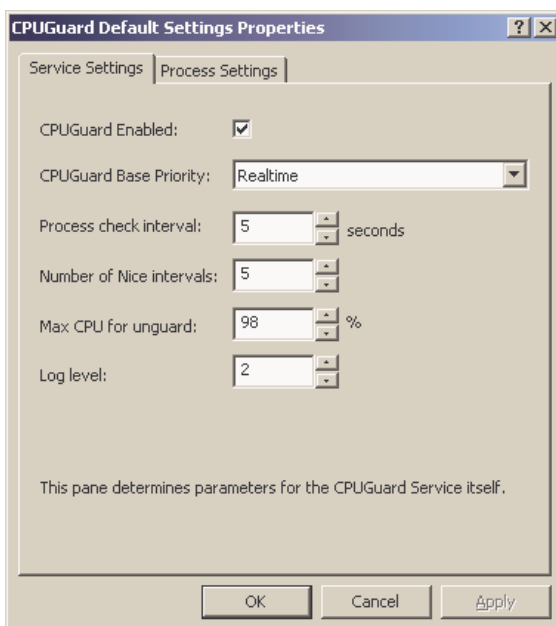 CPUGuard Default Settings Properties
Service Settings Process Settings
CPUGuard Enabled:
CPUGuard Base Priority: Realtime
Process check interval: 5 seconds
Number of Nice intervals: 5
Max CPU for unguard: 98 %
Log level: 2
This pane determines parameters for the CPUGuard Service itself.
OK Cancel Apply